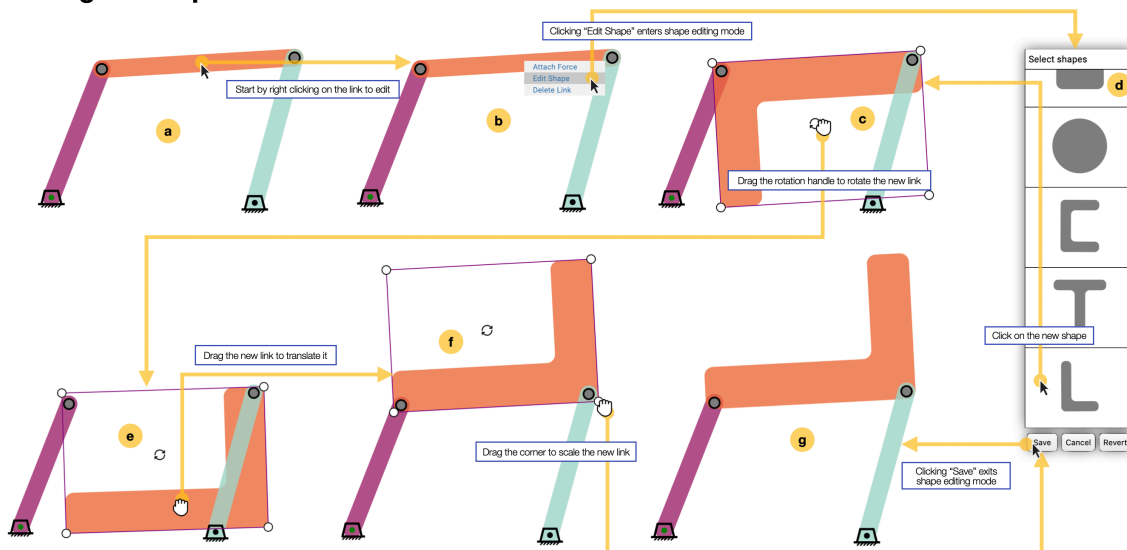 Clicking "Edit Shape" enters shape editing mode
Select shapes
Attach Force
Edit Shape
Delete Link
Start by right clicking on the link to edit
a
b
c
d
Drag the rotation handle to rotate the new link
Click on the new shape
Drag the new link to translate it
e
f
g
Drag the corner to scale the new link
Save
Cancel
Revert
Clicking "Save" exits
shape editing mode